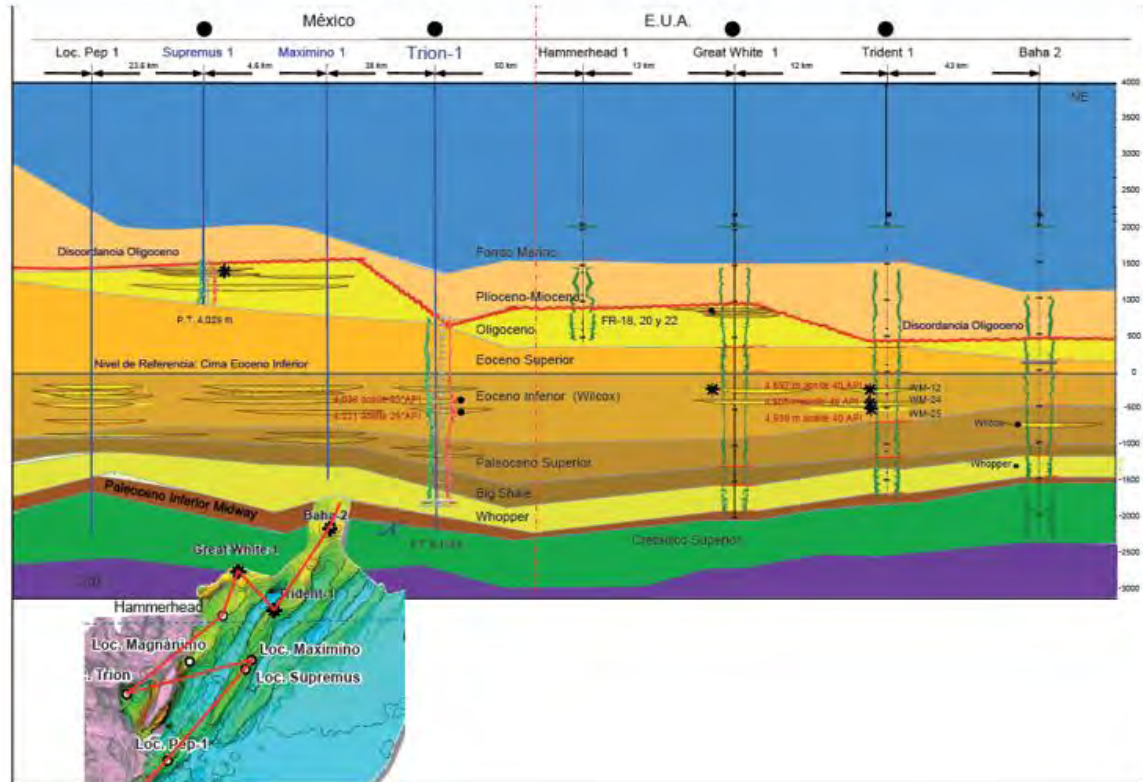 México E.U.A.
Loc. Pep 1 Supremus 1 Maximino 1 Trion-1 Hammerhead 1 Great White 1 Trident 1 Baha 2
23.6 km 4.6 km 38 km 50 km 13 km 12 km 43 km
NE
4000
3500
3000
2500
2000
1500
1000
500
0
-500
-1000
-1500
-2000
-2500
-3000
Discordancia Oligoceno
Fondo Marino
P.T. 4,029 m.
Plioceno-Mioceno
FR-18, 20 y 22
Oligoceno
Discordancia Oligoceno
Eoceno Superior
Nivel de Referencia: Cima Eoceno Inferior
Eoceno Inferior (Wilcox)
WM-12
WM-24
WM-25
Wilcox
Paleoceno Superior
Whopper
Big Shale
Paleoceno Inferior Midway
Whopper
Cretácico Superior
Baha-2
Great White-1
Trident-1
Hammerhead
Loc. Magnánimo
Loc. Maximino
. Trion
Loc. Supremus
Loc. Pep-1